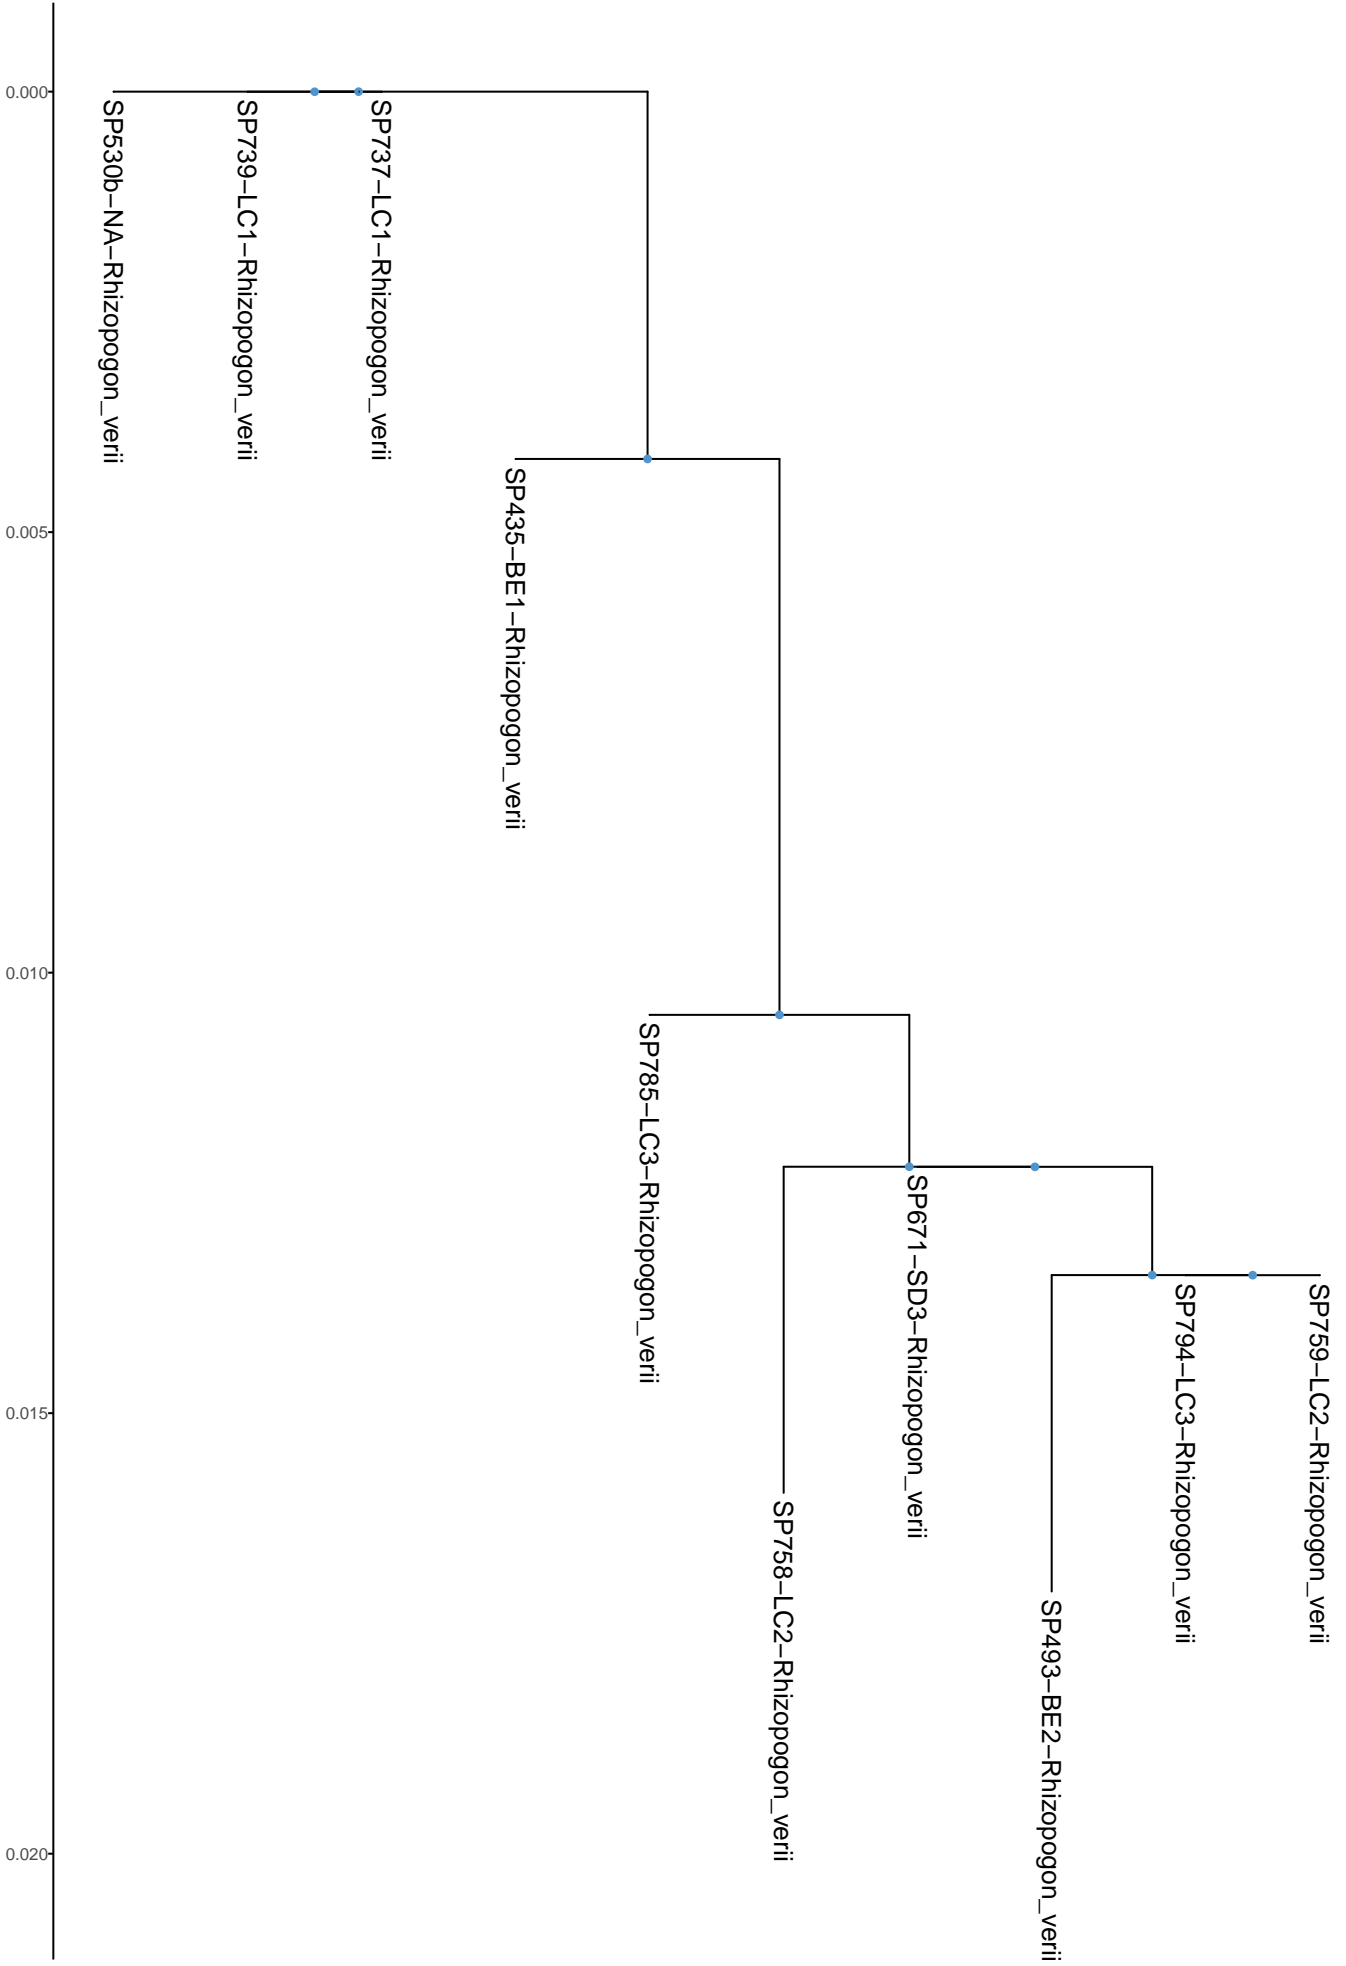 0.000
0.005
0.010
0.015
0.020
SP530b−NA−Rhizopogon_verii
SP739−LC1−Rhizopogon_verii
SP737−LC1−Rhizopogon_verii
SP435−BE1−Rhizopogon_verii
SP785−LC3−Rhizopogon_verii
SP758−LC2−Rhizopogon_verii
SP671−SD3−Rhizopogon_verii
SP493−BE2−Rhizopogon_verii
SP794−LC3−Rhizopogon_verii
SP759−LC2−Rhizopogon_verii